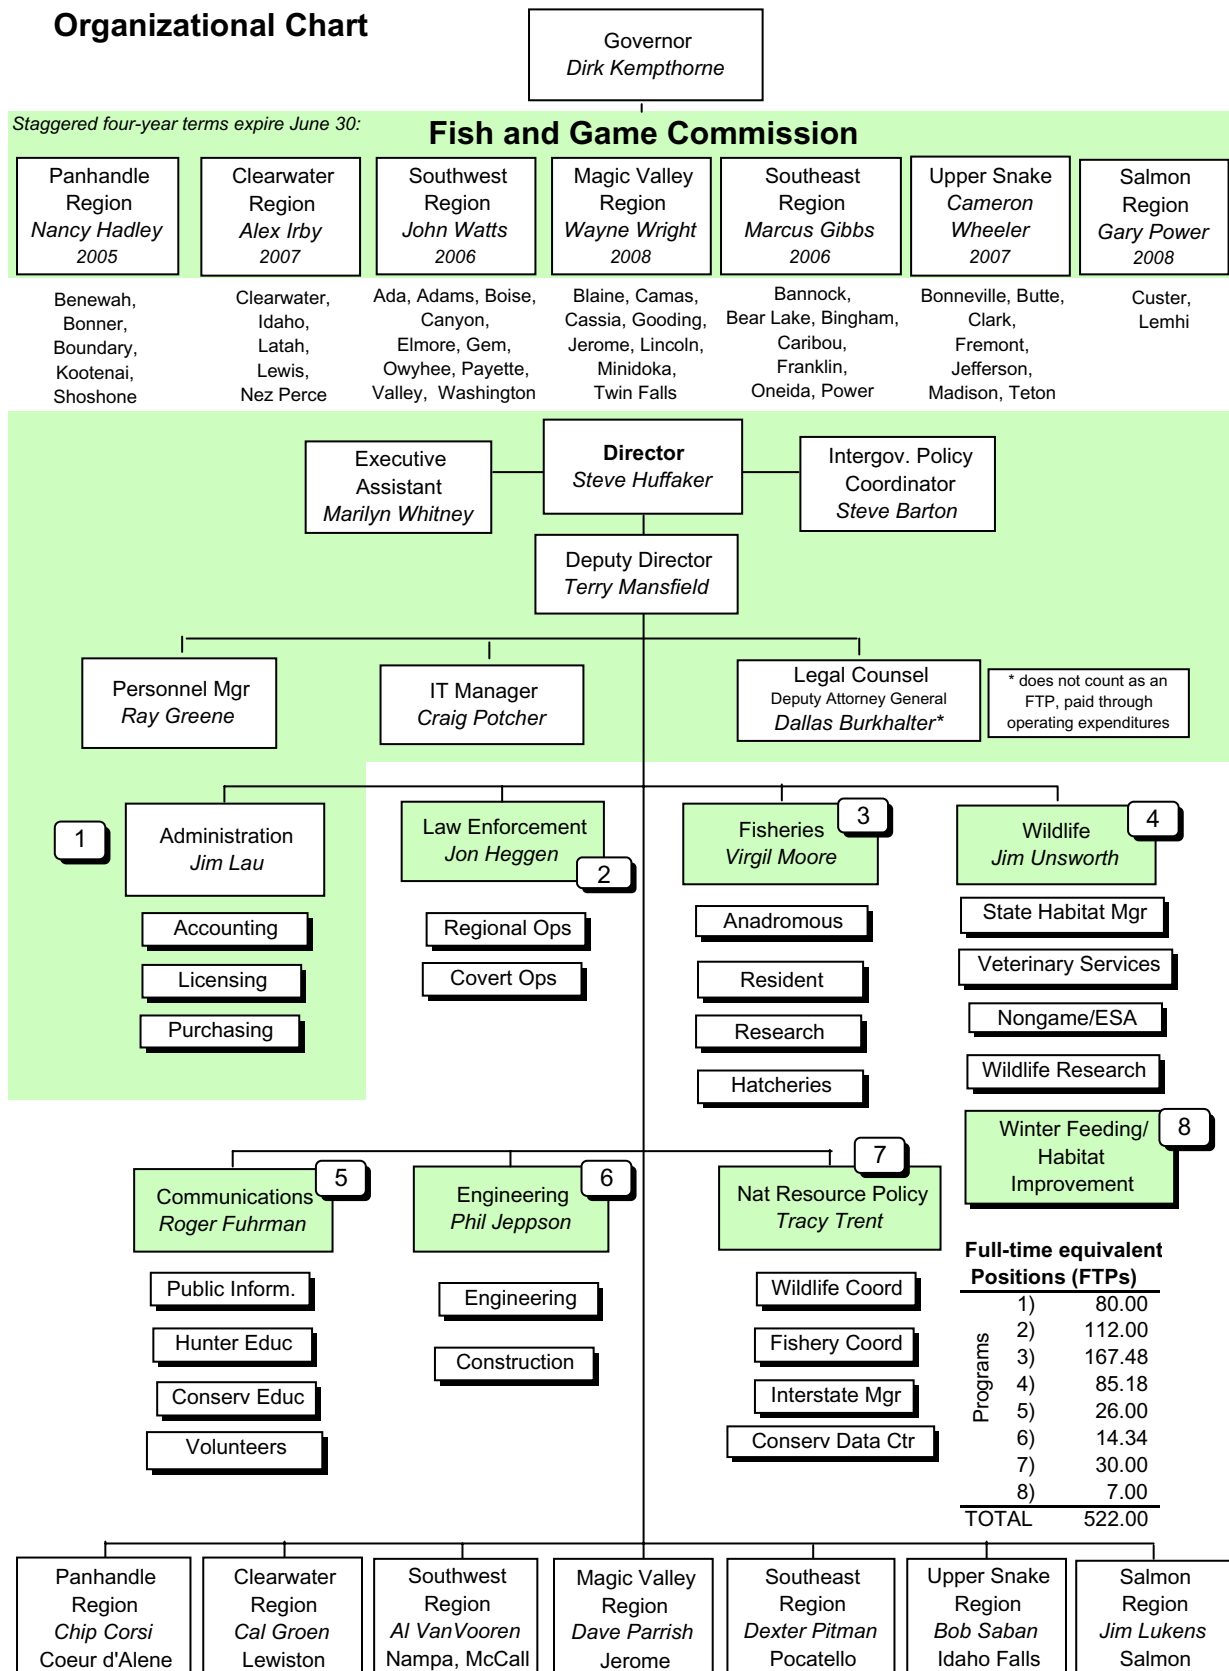 Organizational Chart
Governor
Dirk Kempthorne
Staggered four-year terms expire June 30:
Fish and Game Commission
Panhandle
Region
Nancy Hadley
2005
Clearwater
Region
Alex Irby
2007
Southwest
Region
John Watts
2006
Magic Valley
Region
Wayne Wright
2008
Southeast
Region
Marcus Gibbs
2006
Upper Snake
Cameron
Wheeler
2007
Salmon
Region
Gary Power
2008
Benewah,
Bonner,
Boundary,
Kootenai,
Shoshone
Clearwater,
Idaho,
Latah,
Lewis,
Nez Perce
Ada, Adams, Boise,
Canyon,
Elmore, Gem,
Owyhee, Payette,
Valley, Washington
Blaine, Camas,
Cassia, Gooding,
Jerome, Lincoln,
Minidoka,
Twin Falls
Bannock,
Bear Lake, Bingham,
Caribou,
Franklin,
Oneida, Power
Bonneville, Butte,
Clark,
Fremont,
Jefferson,
Madison, Teton
Custer,
Lemhi
Executive
Assistant
Marilyn Whitney
Director
Steve Huffaker
Intergov. Policy
Coordinator
Steve Barton
Deputy Director
Terry Mansfield
Personnel Mgr
Ray Greene
IT Manager
Craig Potcher
Legal Counsel
Deputy Attorney General
Dallas Burkhalter*
* does not count as an
FTP, paid through
operating expenditures
1
Administration
Jim Lau
Accounting
Licensing
Purchasing
Law Enforcement
Jon Heggen
2
Regional Ops
Covert Ops
3
Fisheries
Virgil Moore
Anadromous
Resident
Research
Hatcheries
4
Wildlife
Jim Unsworth
State Habitat Mgr
Veterinary Services
Nongame/ESA
Wildlife Research
8
Winter Feeding/
Habitat
Improvement
5
Communications
Roger Fuhrman
Public Inform.
Hunter Educ
Conserv Educ
Volunteers
6
Engineering
Phil Jeppson
Engineering
Construction
7
Nat Resource Policy
Tracy Trent
Wildlife Coord
Fishery Coord
Interstate Mgr
Conserv Data Ctr
Full-time equivalent
Positions (FTPs)
Programs
1) 80.00
2) 112.00
3) 167.48
4) 85.18
5) 26.00
6) 14.34
7) 30.00
8) 7.00
TOTAL 522.00
Panhandle
Region
Chip Corsi
Coeur d'Alene
Clearwater
Region
Cal Groen
Lewiston
Southwest
Region
Al VanVooren
Nampa, McCall
Magic Valley
Region
Dave Parrish
Jerome
Southeast
Region
Dexter Pitman
Pocatello
Upper Snake
Region
Bob Saban
Idaho Falls
Salmon
Region
Jim Lukens
Salmon